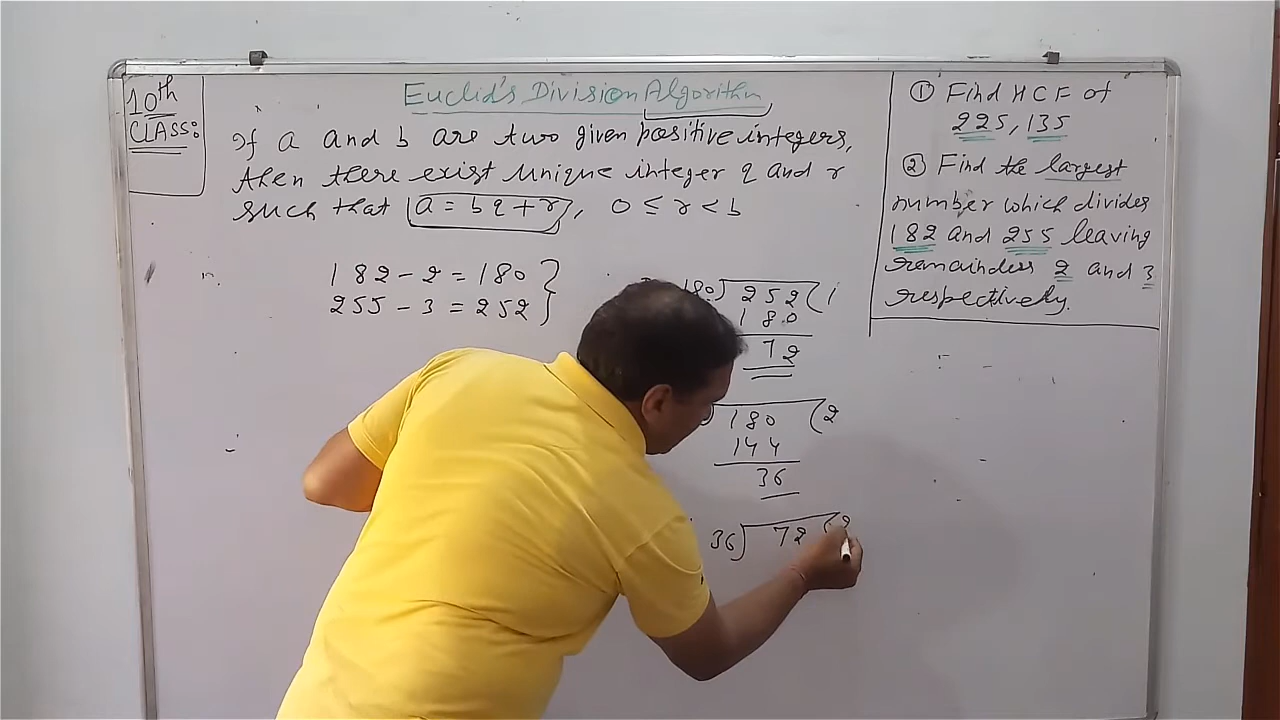 10th
CLASS:
Euclid's Division Algorithm
If a and b are two given positive integers,
then there exist unique integer q and r
such that a = bq + r, 0 ≤ r < b
182 - 2 = 180
255 - 3 = 252
180) 252 (1
180
72
180 (2
144
36
36) 72 (2
① Find HCF of
225, 135
② Find the largest
number which divides
182 and 255 leaving
remainders 2 and 3
respectively.